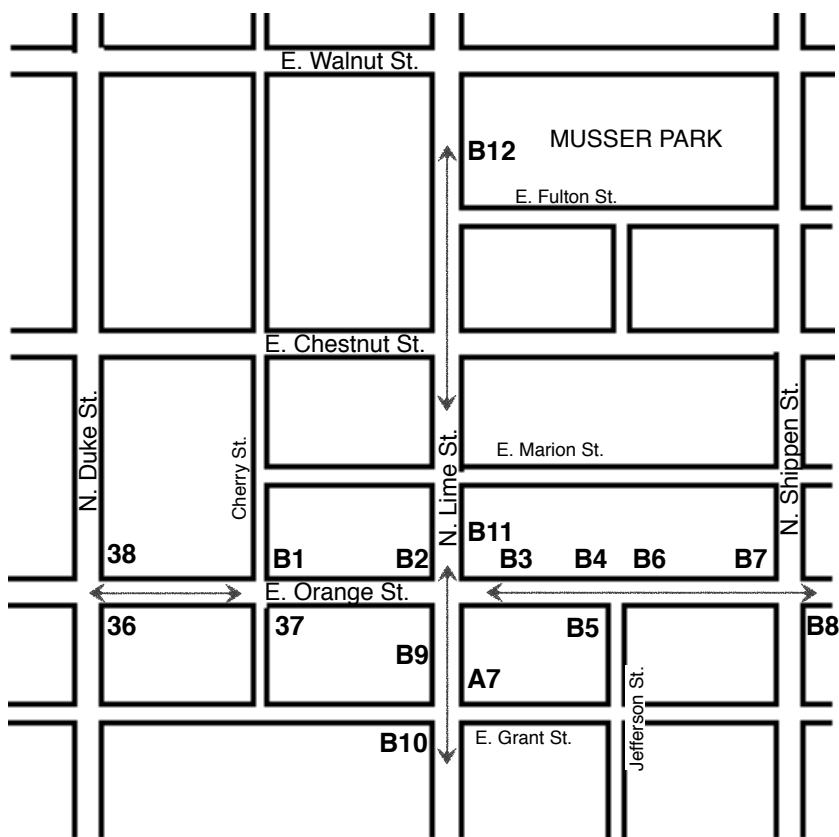 E. Walnut St.
B12
MUSSER PARK
E. Fulton St.
E. Chestnut St.
N. Duke St.
Cherry St.
N. Lime St.
E. Marion St.
N. Shippen St.
38
B1
B2
B11
B3
B4
B6
B7
E. Orange St.
36
37
B9
B5
B8
A7
Jefferson St.
B10
E. Grant St.